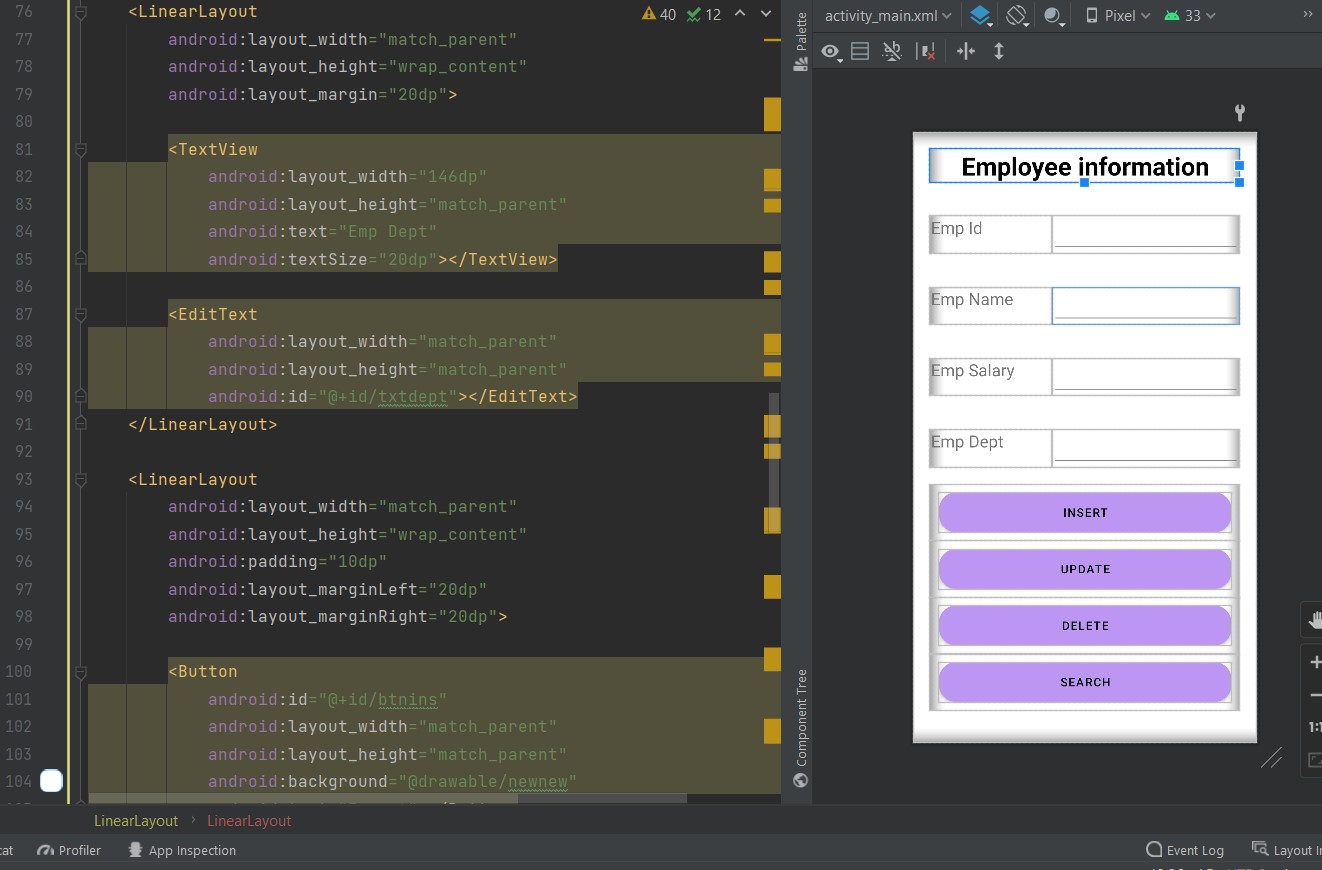 76 <LinearLayout
40 12
77 android:layout_width="match_parent"
78 android:layout_height="wrap_content"
79 android:layout_margin="20dp">
80
81 <TextView
82 android:layout_width="146dp"
83 android:layout_height="match_parent"
84 android:text="Emp Dept"
85 android:textSize="20dp"></TextView>
86
87 <EditText
88 android:layout_width="match_parent"
89 android:layout_height="match_parent"
90 android:id="@+id/txtdept"></EditText>
91 </LinearLayout>
92
93 <LinearLayout
94 android:layout_width="match_parent"
95 android:layout_height="wrap_content"
96 android:padding="10dp"
97 android:layout_marginLeft="20dp"
98 android:layout_marginRight="20dp">
99
100 <Button
101 android:id="@+id/btnins"
102 android:layout_width="match_parent"
103 android:layout_height="match_parent"
104 android:background="@drawable/newnew"
Palette
Component Tree
activity_main.xml Pixel 33
Employee information
Emp Id
Emp Name
Emp Salary
Emp Dept
INSERT
UPDATE
DELETE
SEARCH
1:1
LinearLayout › LinearLayout
cat Profiler App Inspection Event Log Layout In